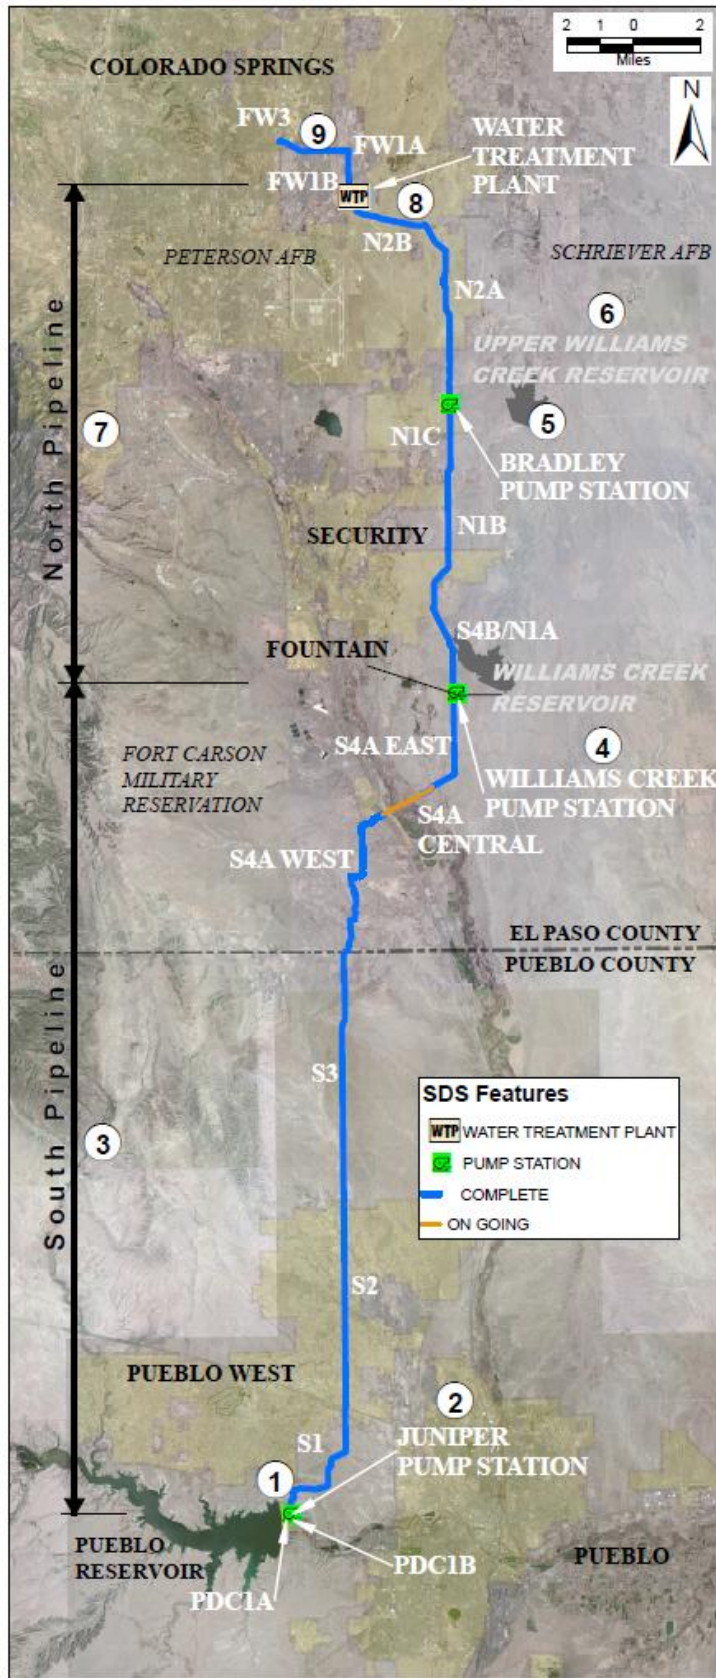 2 1 0 2
Miles
N
COLORADO SPRINGS
FW3
9
FW1A
WATER
TREATMENT
PLANT
FW1B
WTP
8
N2B
PETERSON AFB
SCHRIEVER AFB
N2A
6
UPPER WILLIAMS
CREEK RESERVOIR
North Pipeline
7
5
N1C
BRADLEY
PUMP STATION
N1B
SECURITY
S4B/N1A
FOUNTAIN
WILLIAMS CREEK
RESERVOIR
S4A EAST
4
FORT CARSON
MILITARY
RESERVATION
WILLIAMS CREEK
PUMP STATION
S4A
CENTRAL
S4A WEST
EL PASO COUNTY
PUEBLO COUNTY
South Pipeline
S3
3
SDS Features
WTP WATER TREATMENT PLANT
PUMP STATION
COMPLETE
ON GOING
S2
PUEBLO WEST
2
S1
JUNIPER
PUMP STATION
1
PUEBLO
RESERVOIR
PDC1B
PUEBLO
PDC1A